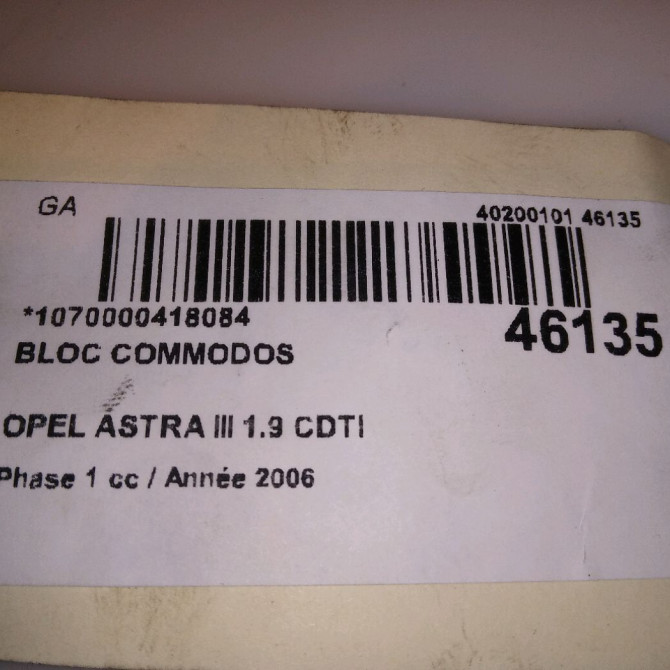 GA
40200101 46135
*1070000418084
46135
BLOC COMMODOS
OPEL ASTRA III 1.9 CDTI
Phase 1 cc / Année 2006